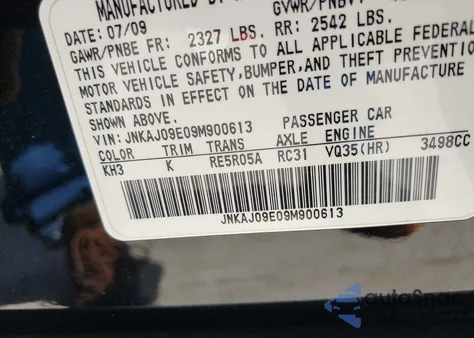 MANUFACTURED BY
GVWR/PNBV:
DATE: 07/09
GAWR/PNBE FR: 2327 LBS. RR: 2542 LBS.
THIS VEHICLE CONFORMS TO ALL APPLICABLE FEDERAL
MOTOR VEHICLE SAFETY, BUMPER, AND THEFT PREVENTION
STANDARDS IN EFFECT ON THE DATE OF MANUFACTURE
SHOWN ABOVE.
VIN: JNKAJ09E09M900613 PASSENGER CAR
COLOR TRIM TRANS AXLE ENGINE
KH3 K RE5R05A RC31 VQ35(HR) 3498CC
JNKAJ09E09M900613
autoSnap